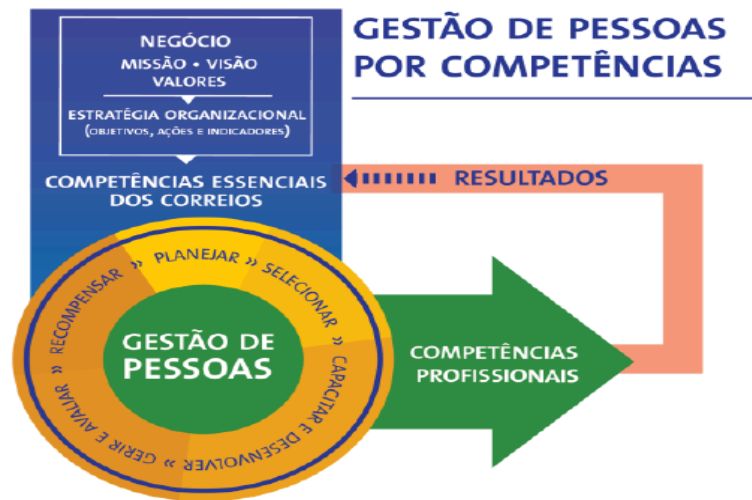 GESTÃO DE PESSOAS
POR COMPETÊNCIAS
NEGÓCIO
MISSÃO • VISÃO
VALORES
ESTRATÉGIA ORGANIZACIONAL
(OBJETIVOS, AÇÕES E INDICADORES)
COMPETÊNCIAS ESSENCIAIS
DOS CORREIOS
RESULTADOS
» PLANEJAR » SELECIONAR » CAPACITAR E DESENVOLVER » GERIR E AVALIAR » RECOMPENSAR
GESTÃO DE
PESSOAS
COMPETÊNCIAS
PROFISSIONAIS